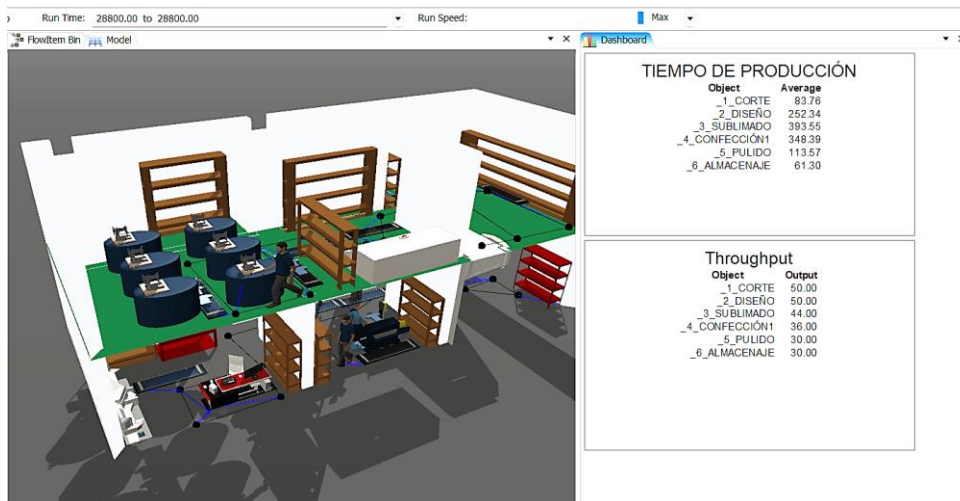 Run Time: 28800.00 to 28800.00 Run Speed: Max
FlowItem Bin Model Dashboard
TIEMPO DE PRODUCCIÓN
Object Average
_1_CORTE 83.76
_2_DISEÑO 252.34
_3_SUBLIMADO 393.55
_4_CONFECCIÓN1 348.39
_5_PULIDO 113.57
_6_ALMACENAJE 61.30
Throughput
Object Output
_1_CORTE 50.00
_2_DISEÑO 50.00
_3_SUBLIMADO 44.00
_4_CONFECCIÓN1 36.00
_5_PULIDO 30.00
_6_ALMACENAJE 30.00